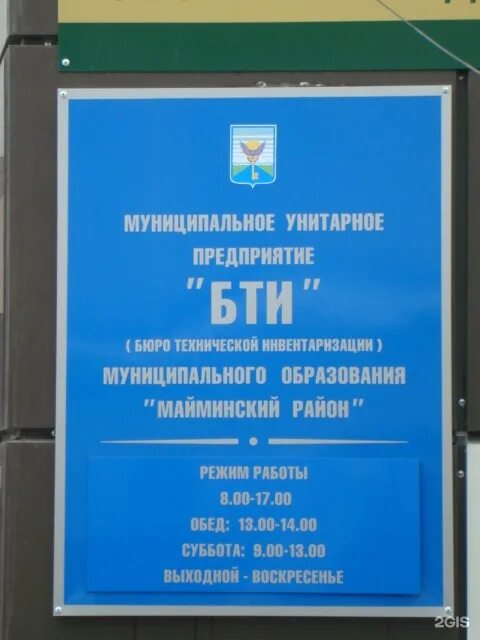 МУНИЦИПАЛЬНОЕ УНИТАРНОЕ
ПРЕДПРИЯТИЕ
"БТИ"
(БЮРО ТЕХНИЧЕСКОЙ ИНВЕНТАРИЗАЦИИ)
МУНИЦИПАЛЬНОГО ОБРАЗОВАНИЯ
"МАЙМИНСКИЙ РАЙОН"
РЕЖИМ РАБОТЫ
8.00-17.00
ОБЕД: 13.00-14.00
СУББОТА: 9.00-13.00
ВЫХОДНОЙ - ВОСКРЕСЕНЬЕ
2GIS